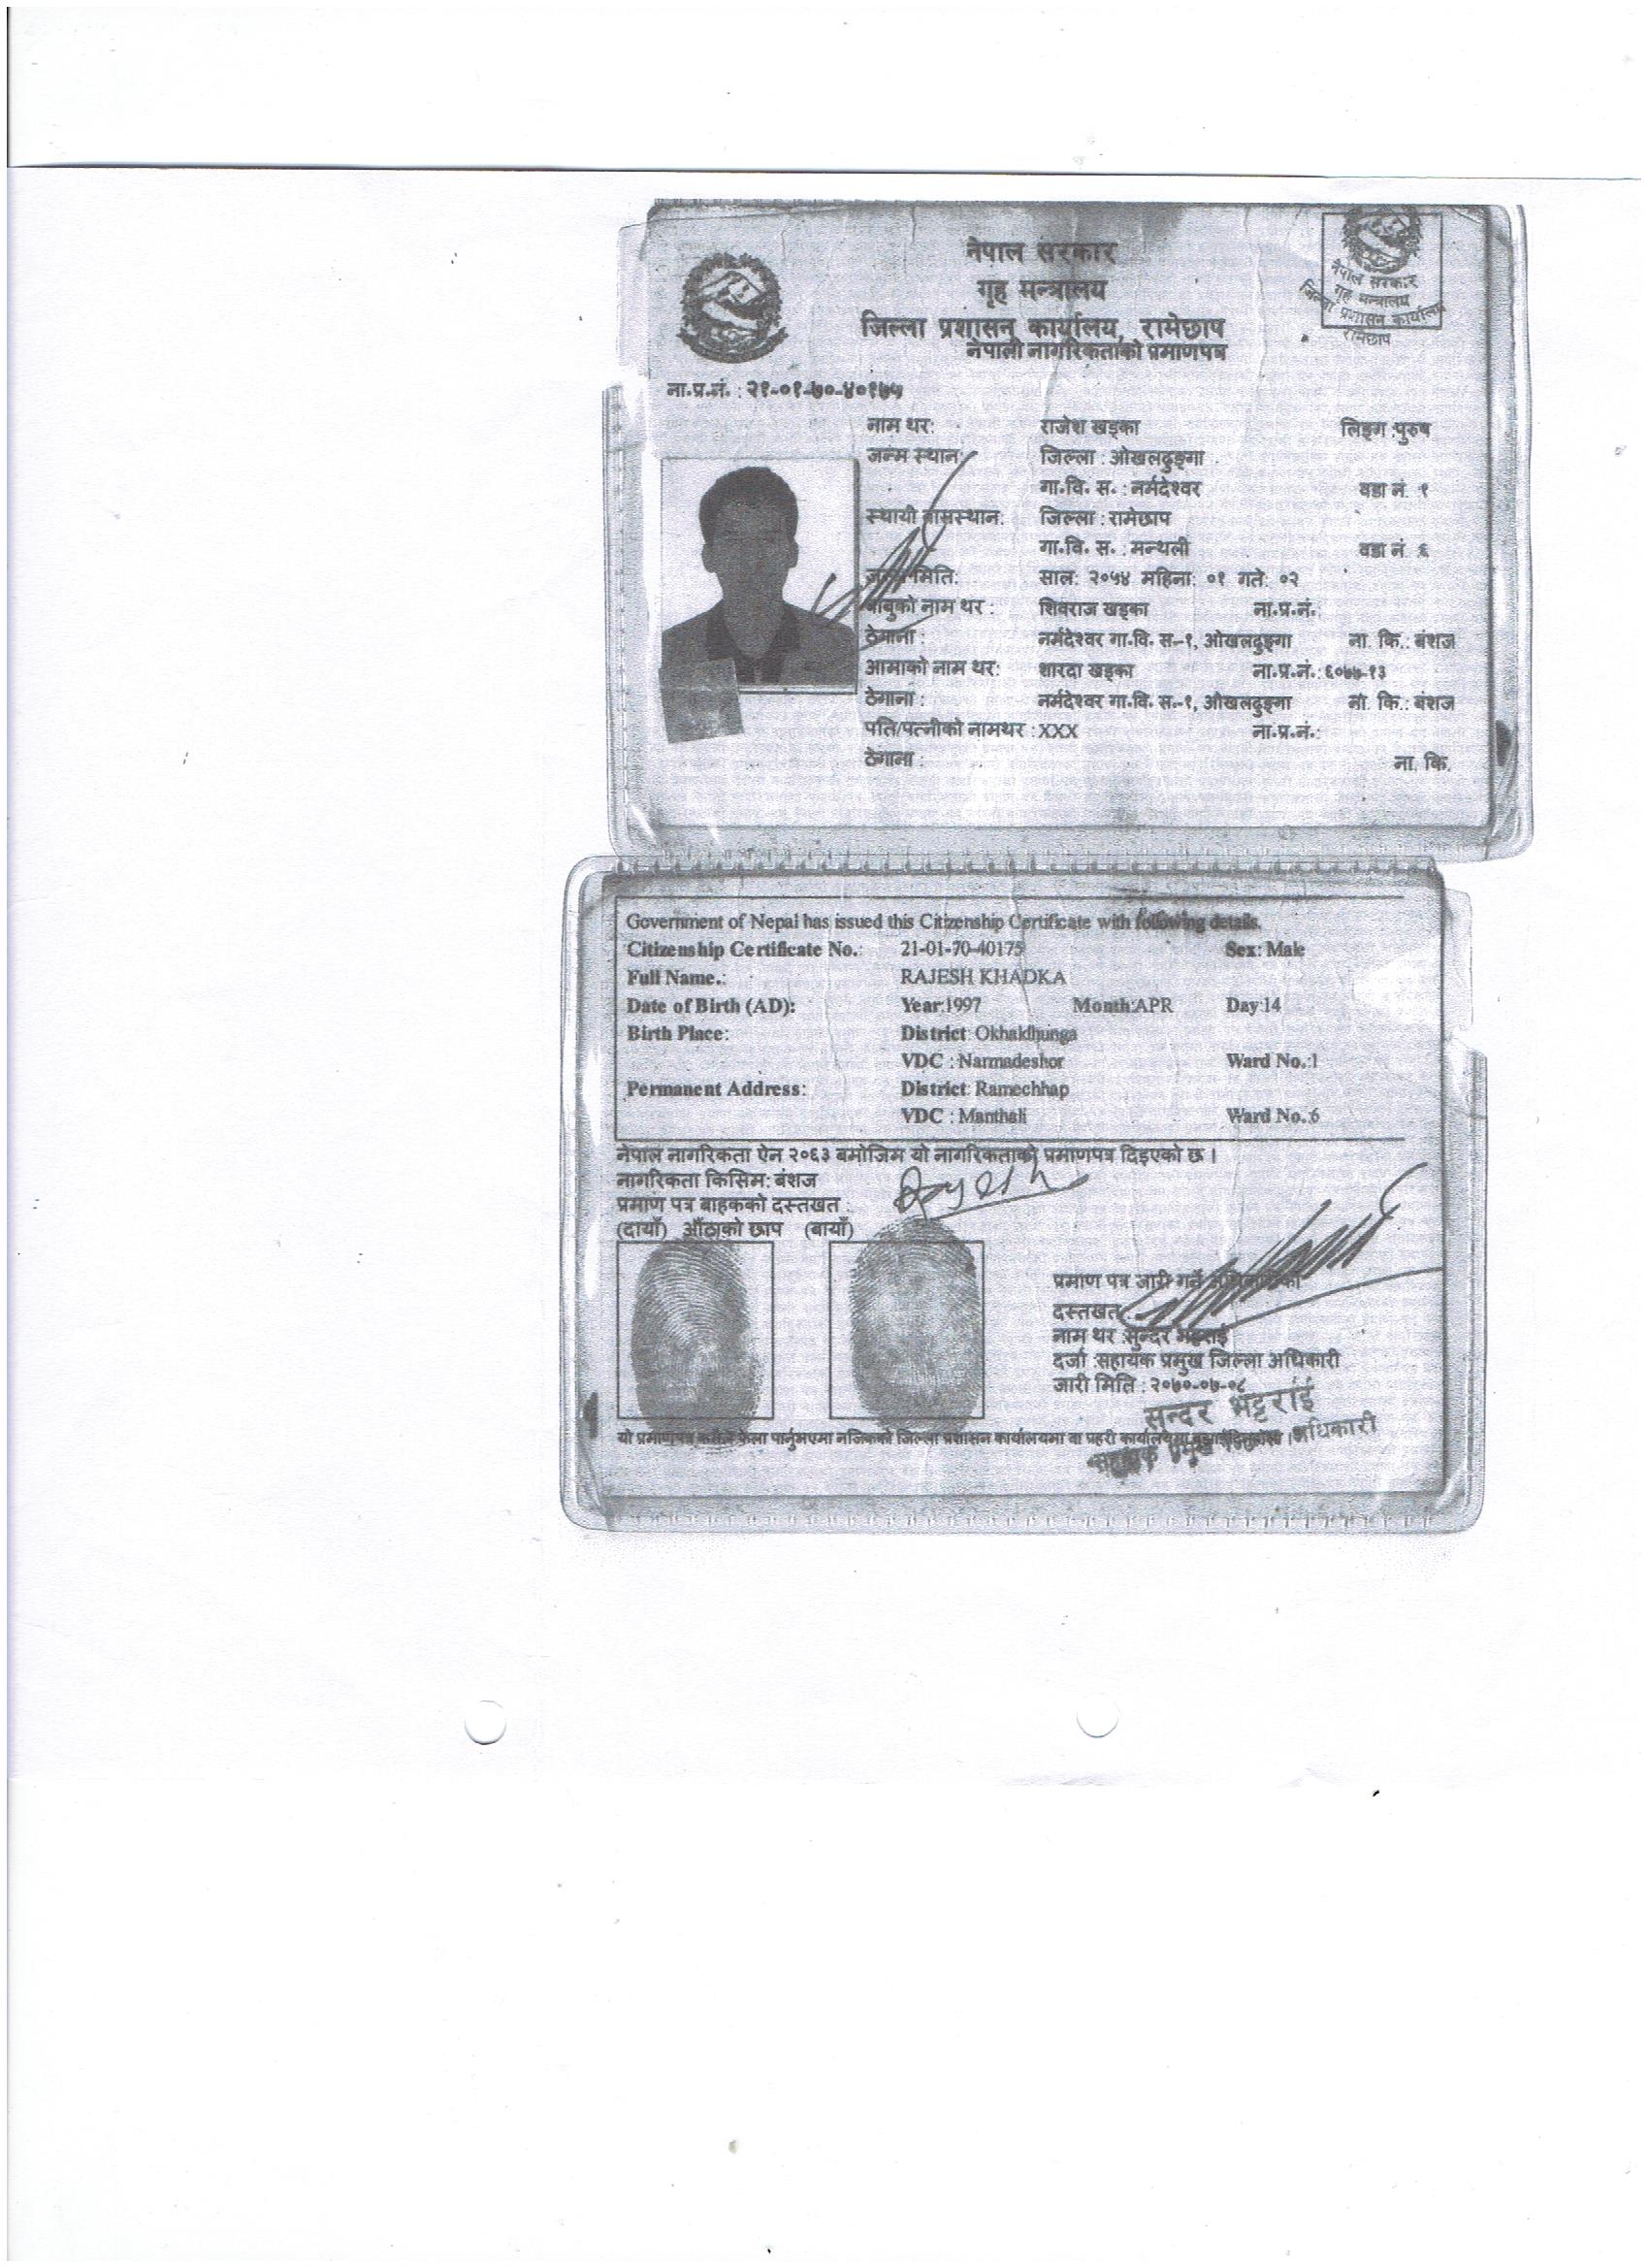 नेपाल सरकार
गृह मन्त्रालय
जिल्ला प्रशासन कार्यालय, रामेछाप
नेपाली नागरिकताको प्रमाणपत्र
नेपाल सरकार
गृह मन्त्रालय
जिल्ला प्रशासन कार्यालय
रामेछाप
ना.प्र.नं. : २१-०१-७०-४०१७५
नाम थर: राजेश खड्का लिङ्ग :पुरुष
जन्म स्थान: जिल्ला : ओखलढुङ्गा
गा.वि. स. : नर्मदेश्वर वडा नं. १
स्थायी बासस्थान: जिल्ला : रामेछाप
गा.वि. स. : मन्थली वडा नं. ६
मिति: साल: २०५४ महिना: ०१ गते: ०२
बाबुको नाम थर : शिवराज खड्का ना.प्र.नं.:
ठेगाना : नर्मदेश्वर गा.वि. स.-१, ओखलढुङ्गा ना. कि.: बंशज
आमाको नाम थर: शारदा खड्का ना.प्र.नं.: ६०७७-१३
ठेगाना : नर्मदेश्वर गा.वि. स.-१, ओखलढुङ्गा ना. कि.: बंशज
पति/पत्नीको नामथर : XXX ना.प्र.नं.:
ठेगाना : ना. कि.
Government of Nepal has issued this Citizenship Certificate with following details.
Citizenship Certificate No.: 21-01-70-40175 Sex: Male
Full Name.: RAJESH KHADKA
Date of Birth (AD): Year:1997 Month:APR Day:14
Birth Place: District: Okhaldhunga
VDC : Narmadeshor Ward No.:1
Permanent Address: District: Ramechhap
VDC : Manthali Ward No.:6
नेपाल नागरिकता ऐन २०६३ बमोजिम यो नागरिकताको प्रमाणपत्र दिइएको छ ।
नागरिकता किसिम: बंशज
प्रमाण पत्र बाहकको दस्तखत : Rajesh
(दायाँ) औंठाको छाप (बायाँ)
प्रमाण पत्र जारी गर्ने
दस्तखत
नाम थर :सुन्दर भट्टराई
दर्जा :सहायक प्रमुख जिल्ला अधिकारी
जारी मिति : २०७०-०७-०८
सुन्दर भट्टराई
अधिकारी
यो प्रमाणपत्र फेला पार्नुभएमा नजिकको जिल्ला प्रशासन कार्यालयमा वा प्रहरी कार्यालयमा